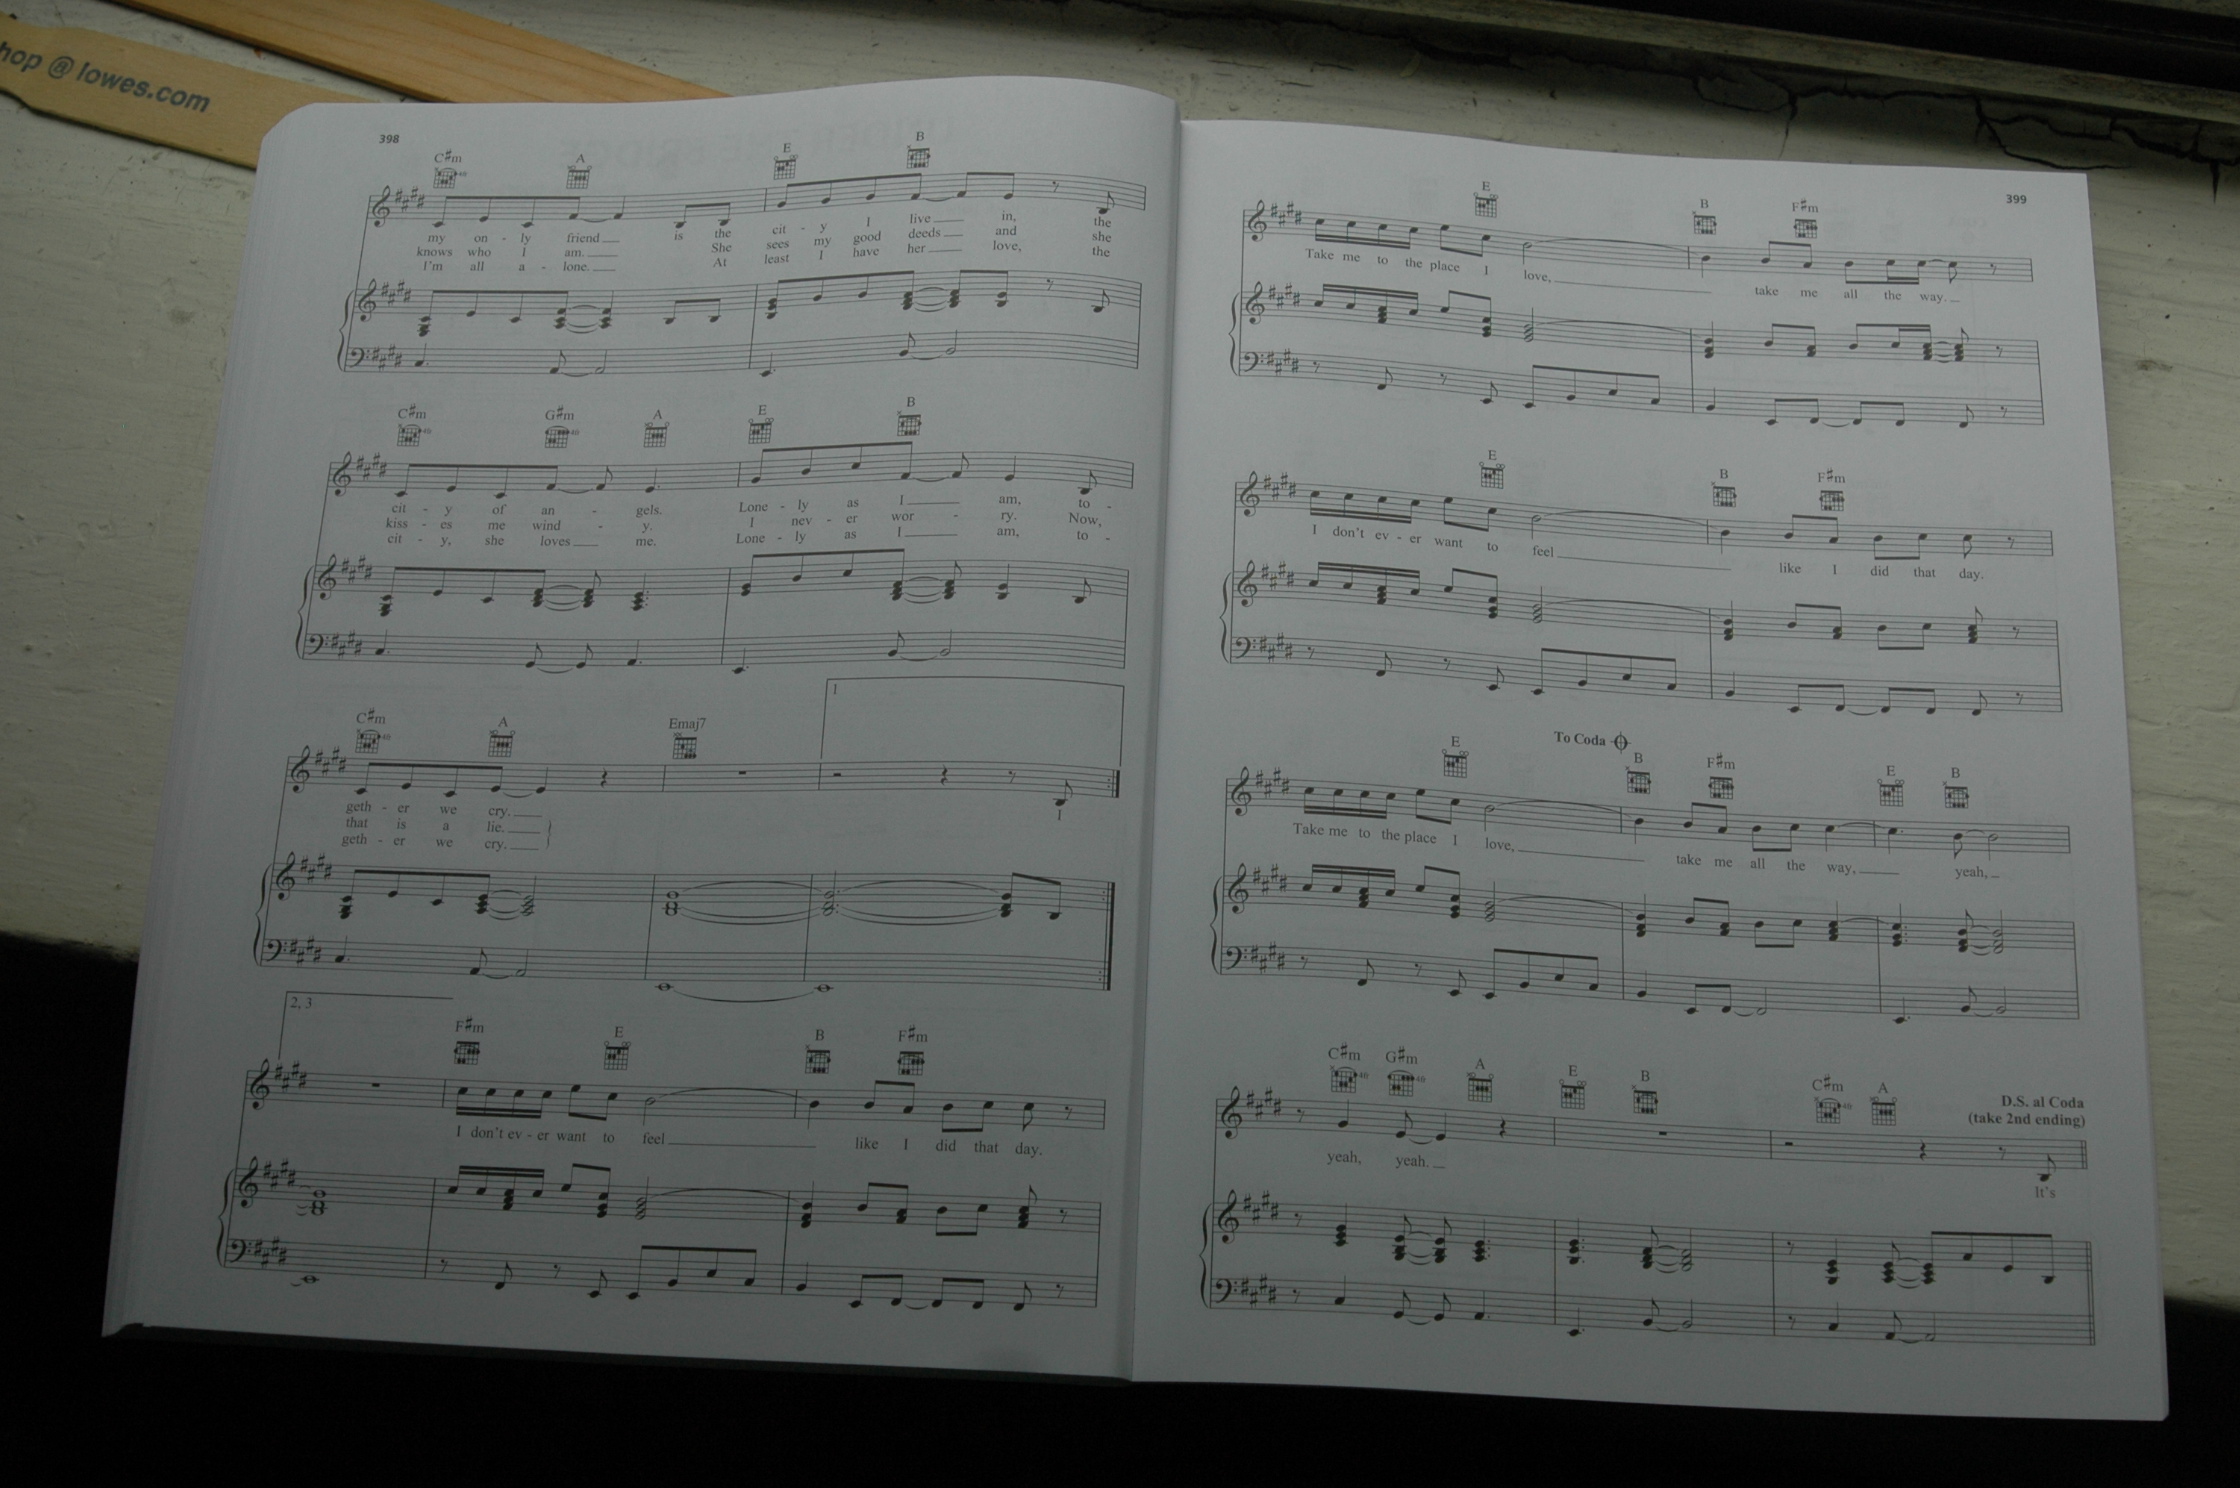 hop @ lowes.com
398
C#m A E B
my on - ly friend is the cit - y I live in, the
knows who I am. She sees my good deeds and she
I'm all a - lone. At least I have her love, the
C#m G#m A E B
cit - y of an - gels. Lone - ly as I am, to -
kiss - es me wind - y. I nev - er wor - ry. Now,
cit - y, she loves me. Lone - ly as I am, to -
C#m A Emaj7 1
geth - er we cry. I
that is a lie.
geth - er we cry.
2, 3 F#m E B F#m
I don't ev - er want to feel like I did that day.
399
E B F#m
Take me to the place I love, take me all the way.
E B F#m
I don't ev - er want to feel like I did that day.
To Coda
E B F#m E B
Take me to the place I love, take me all the way, yeah,
C#m G#m A E B C#m A
D.S. al Coda
(take 2nd ending)
yeah, yeah. It's